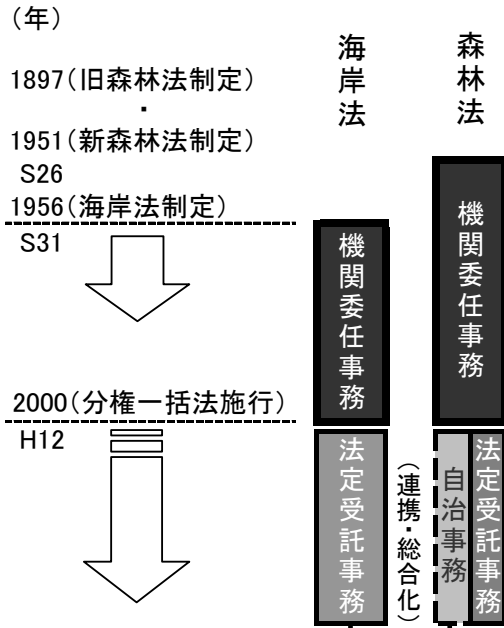 (年)
1897(旧森林法制定)
・
1951(新森林法制定)
S26
1956(海岸法制定)
S31
2000(分権一括法施行)
H12
海岸法
森林法
機関委任事務
機関委任事務
法定受託事務
(連携・総合化)
自治事務
法定受託事務